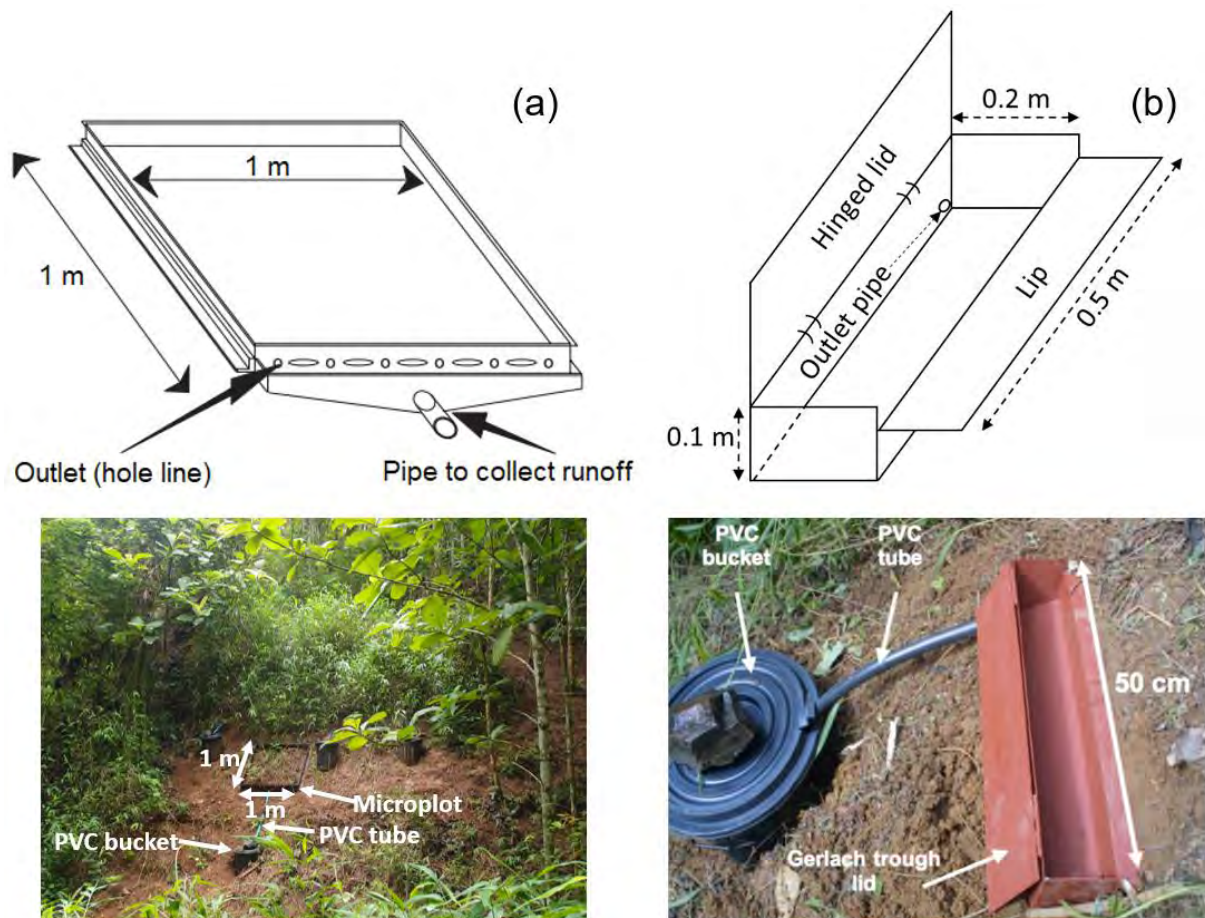 (a)
1 m
1 m
Outlet (hole line)
Pipe to collect runoff
(b)
0.2 m
Hinged lid
Outlet pipe
Lip
0.5 m
0.1 m
1 m
1 m
Microplot
PVC tube
PVC bucket
PVC
bucket
PVC
tube
50 cm
Gerlach trough
lid